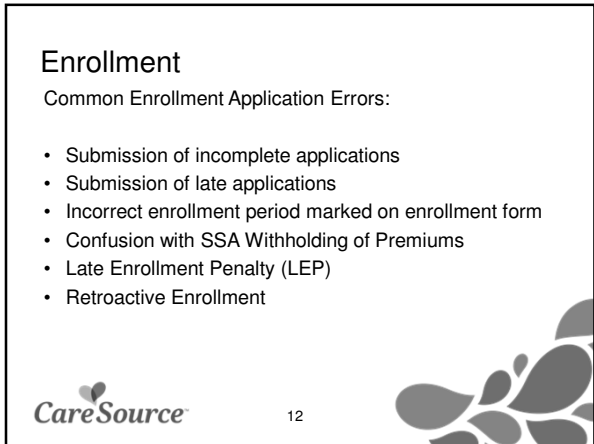 Enrollment
Common Enrollment Application Errors:
• Submission of incomplete applications
• Submission of late applications
• Incorrect enrollment period marked on enrollment form
• Confusion with SSA Withholding of Premiums
• Late Enrollment Penalty (LEP)
• Retroactive Enrollment
CareSource
12